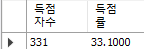 득점 득점
자수 률
331 33.1000